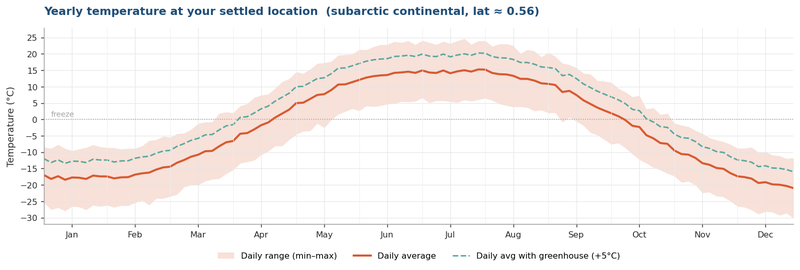 Yearly temperature at your settled location (subarctic continental, lat ≈ 0.56)
Temperature (°C)
25
20
15
10
5
0
−5
−10
−15
−20
−25
−30
freeze
Jan Feb Mar Apr May Jun Jul Aug Sep Oct Nov Dec
Daily range (min–max) Daily average Daily avg with greenhouse (+5°C)